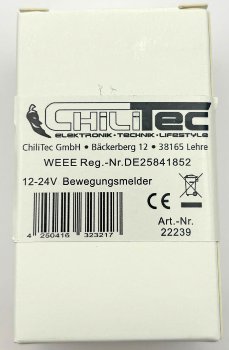 CHILITEC
ELEKTRONIK • TECHNIK • LIFESTYLE
ChiliTec GmbH • Bäckerberg 12 • 38165 Lehre
WEEE Reg.-Nr.DE25841852
12-24V Bewegungsmelder
CE
4 250416 323217
Art.-Nr.
22239